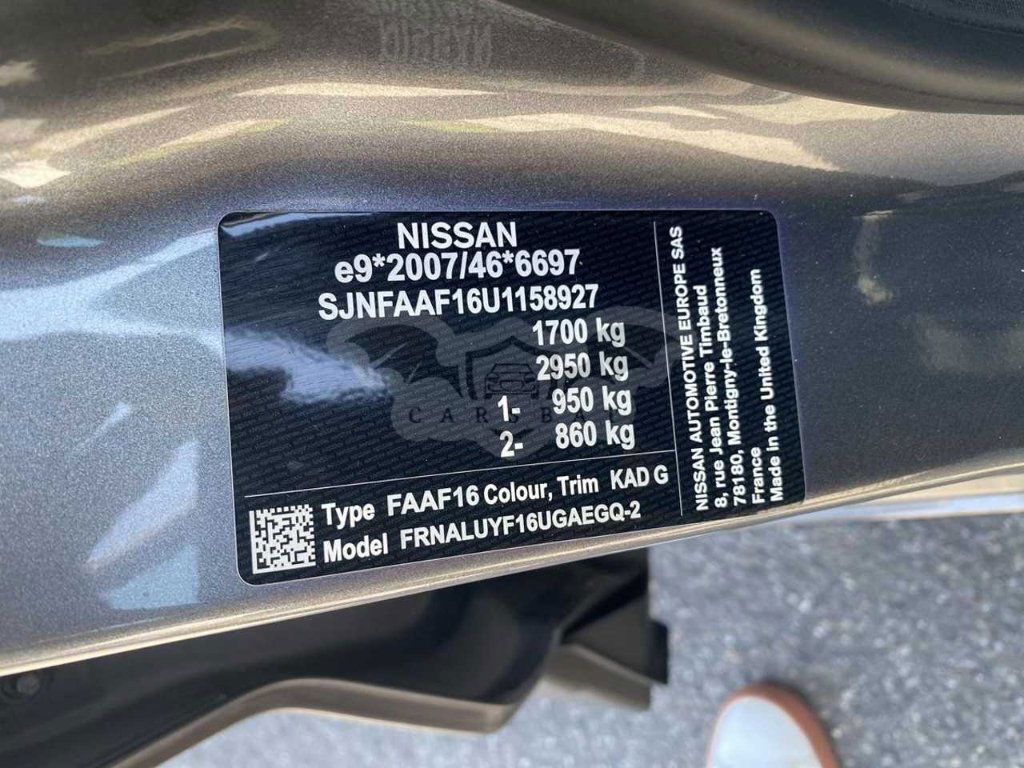 NISSAN
e9*2007/46*6697
SJNFAAF16U1158927
1700 kg
2950 kg
1- 950 kg
2- 860 kg
Type FAAF16 Colour, Trim KAD G
Model FRNALUYF16UGAEGQ-2
NISSAN AUTOMOTIVE EUROPE SAS
8, rue Jean Pierre Timbaud
78180, Montigny-le-Bretonneux
France
Made in the United Kingdom